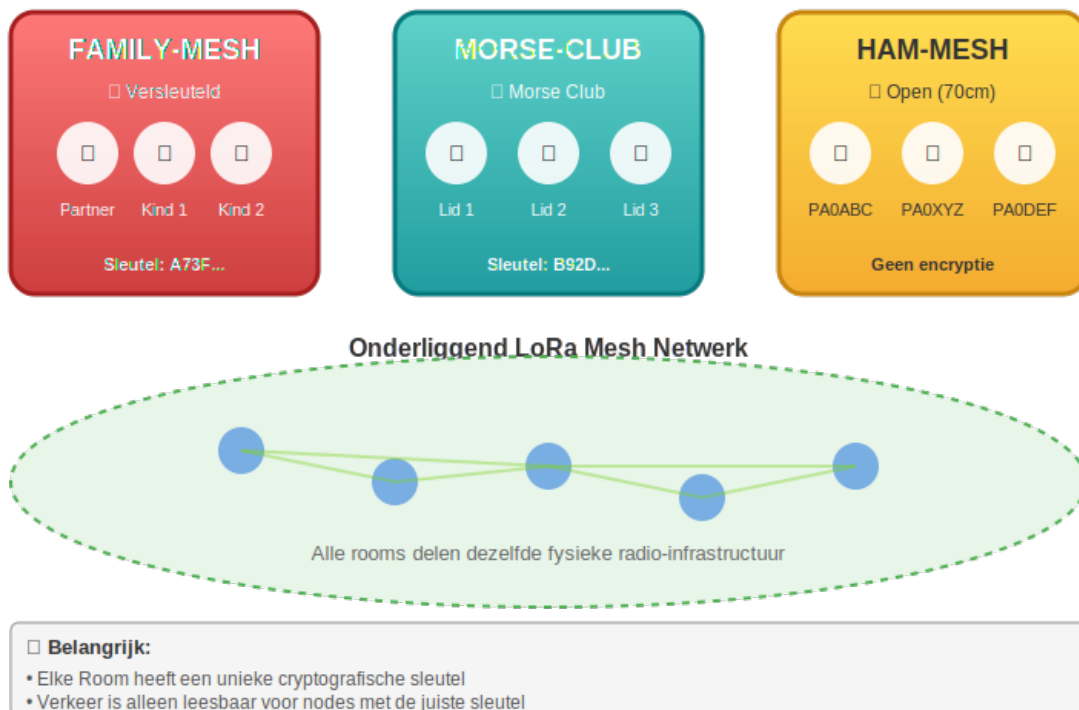 FAMILY-MESH
Versleuteld
Partner Kind 1 Kind 2
Sleutel: A73F...
MORSE-CLUB
Morse Club
Lid 1 Lid 2 Lid 3
Sleutel: B92D...
HAM-MESH
Open (70cm)
PA0ABC PA0XYZ PA0DEF
Geen encryptie
Onderliggend LoRa Mesh Netwerk
Alle rooms delen dezelfde fysieke radio-infrastructuur
Belangrijk:
• Elke Room heeft een unieke cryptografische sleutel
• Verkeer is alleen leesbaar voor nodes met de juiste sleutel